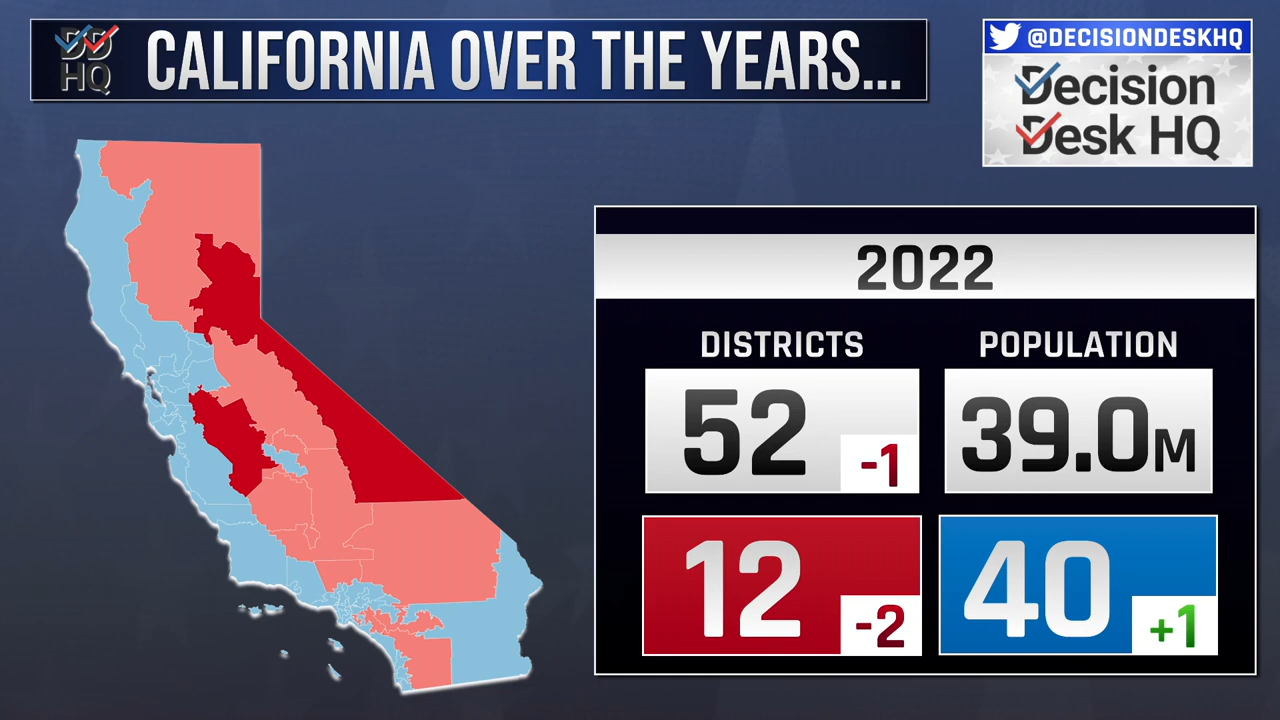 DD
HQ
CALIFORNIA OVER THE YEARS...
@DECISIONDESKHQ
Decision
Desk HQ
2022
DISTRICTS
POPULATION
52
-1
39.0M
12
-2
40
+1